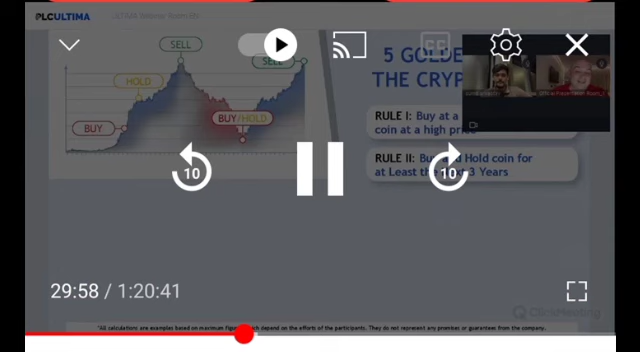 PLCULTIMA
SELL
SELL
HOLD
BUY
BUY/HOLD
CC
5 GOLDE
THE CRYP
RULE I: Buy at a
coin at a high price
RULE II: Buy and Hold coin for
at Least the Next 3 Years
10
10
29:58 / 1:20:41
ClickMeeting
*All calculations are examples based on maximum figures which depend on the efforts of the participants. They do not represent any promises or guarantees from the company.